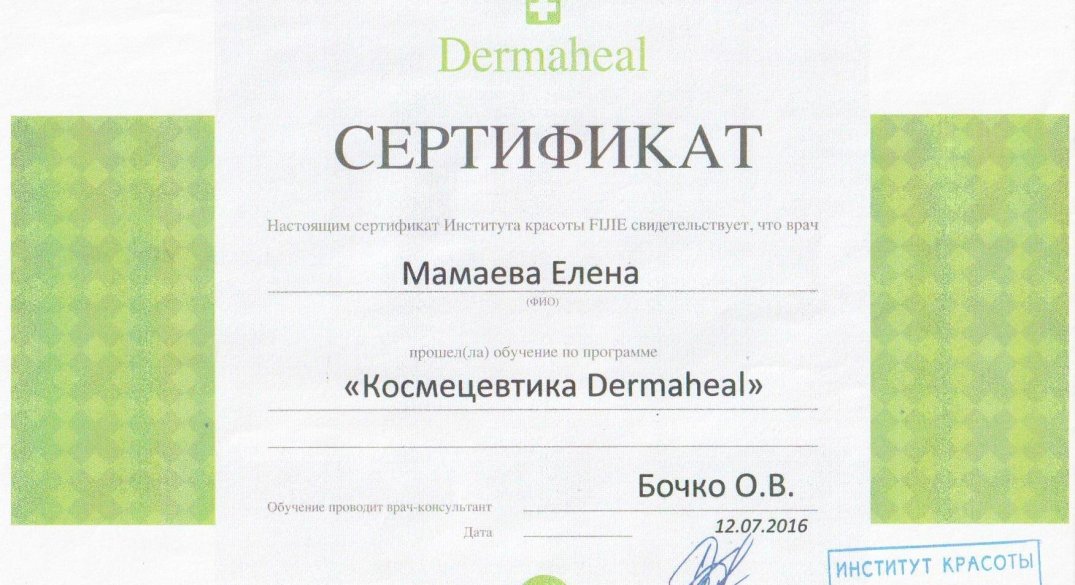 Dermaheal
СЕРТИФИКАТ
Настоящим сертификат Института красоты FIJIE свидетельствует, что врач
Мамаева Елена
(ФИО)
прошел(ла) обучение по программе
«Космецевтика Dermaheal»
Бочко О.В.
Обучение проводит врач-консультант
12.07.2016
Дата
ИНСТИТУТ КРАСОТЫ